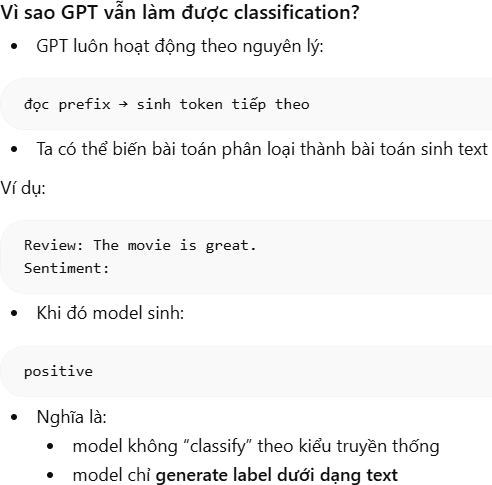 Vì sao GPT vẫn làm được classification?
• GPT luôn hoạt động theo nguyên lý:
đọc prefix → sinh token tiếp theo
• Ta có thể biến bài toán phân loại thành bài toán sinh text
Ví dụ:
Review: The movie is great.
Sentiment:
• Khi đó model sinh:
positive
• Nghĩa là:
• model không “classify” theo kiểu truyền thống
• model chỉ generate label dưới dạng text